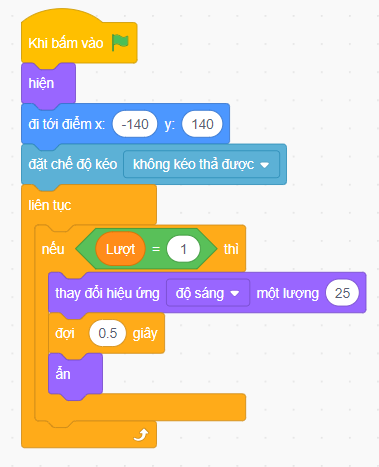 Khi bấm vào
hiện
đi tới điểm x: -140 y: 140
đặt chế độ kéo không kéo thả được
liên tục
nếu Lượt = 1 thì
thay đổi hiệu ứng độ sáng một lượng 25
đợi 0.5 giây
ẩn